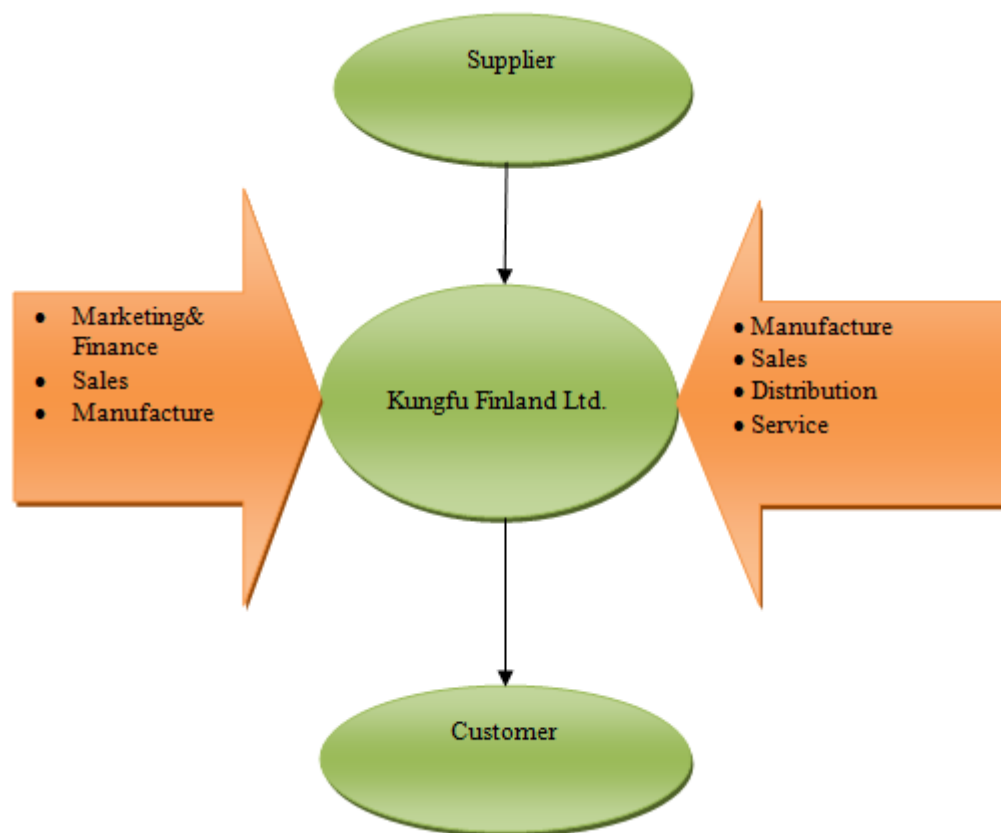 Supplier
• Marketing&
Finance
• Sales
• Manufacture
Kungfu Finland Ltd.
• Manufacture
• Sales
• Distribution
• Service
Customer